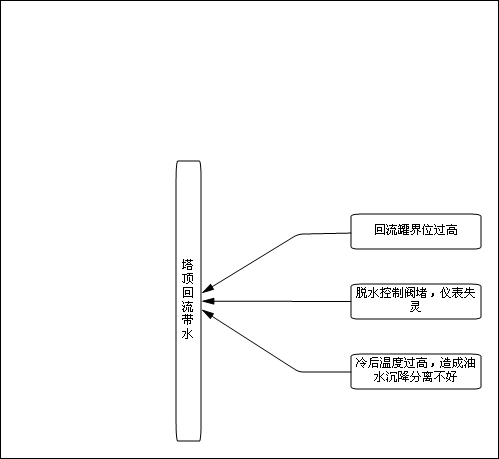 塔顶回流带水
回流罐界位过高
脱水控制阀堵，仪表失
灵
冷后温度过高，造成油
水沉降分离不好